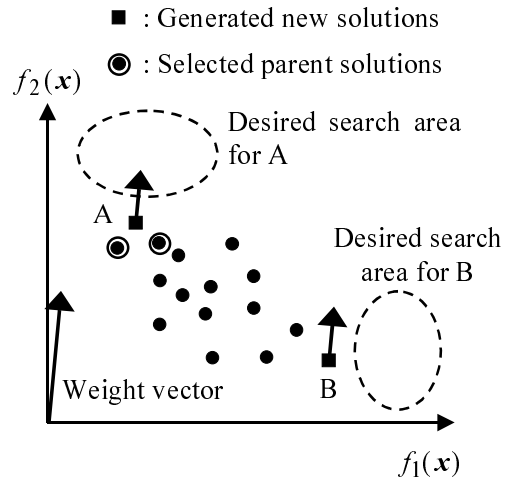 : Generated new solutions
: Selected parent solutions
f2(x)
Desired search area
for A
A
Desired search
area for B
Weight vector
B
f1(x)